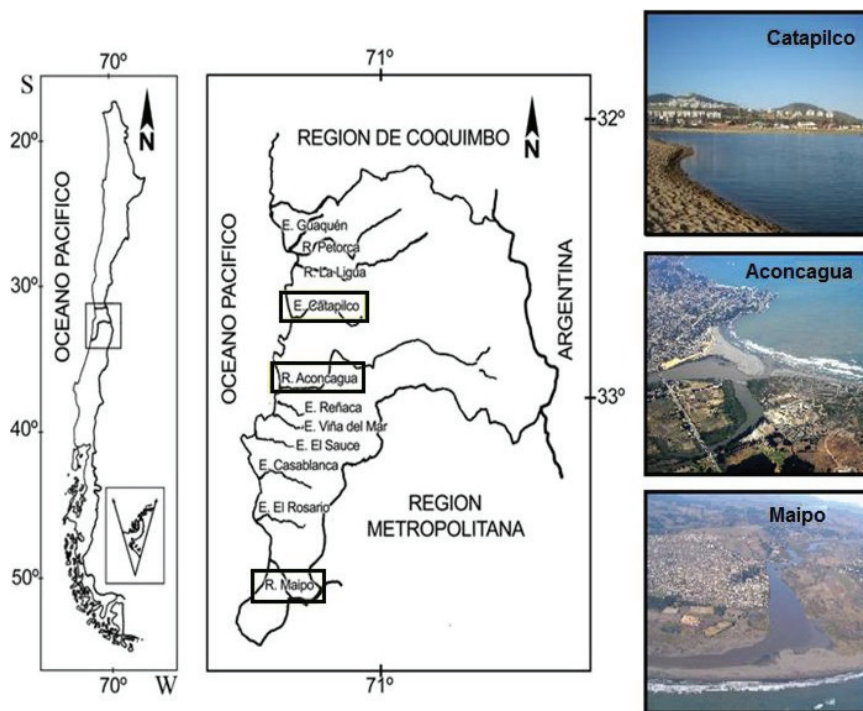 70º
S
20º
30º
40º
50º
OCEANO PACIFICO
N
70º
W
71º
32º
REGION DE COQUIMBO
N
E. Guaquén
R. Petorca
R. La Ligua
E. Catapilco
OCEANO PACIFICO
ARGENTINA
R. Aconcagua
33º
E. Reñaca
E. Viña del Mar
E. El Sauce
E. Casablanca
REGION
METROPOLITANA
E. El Rosario
R. Maipo
71º
Catapilco
Aconcagua
Maipo